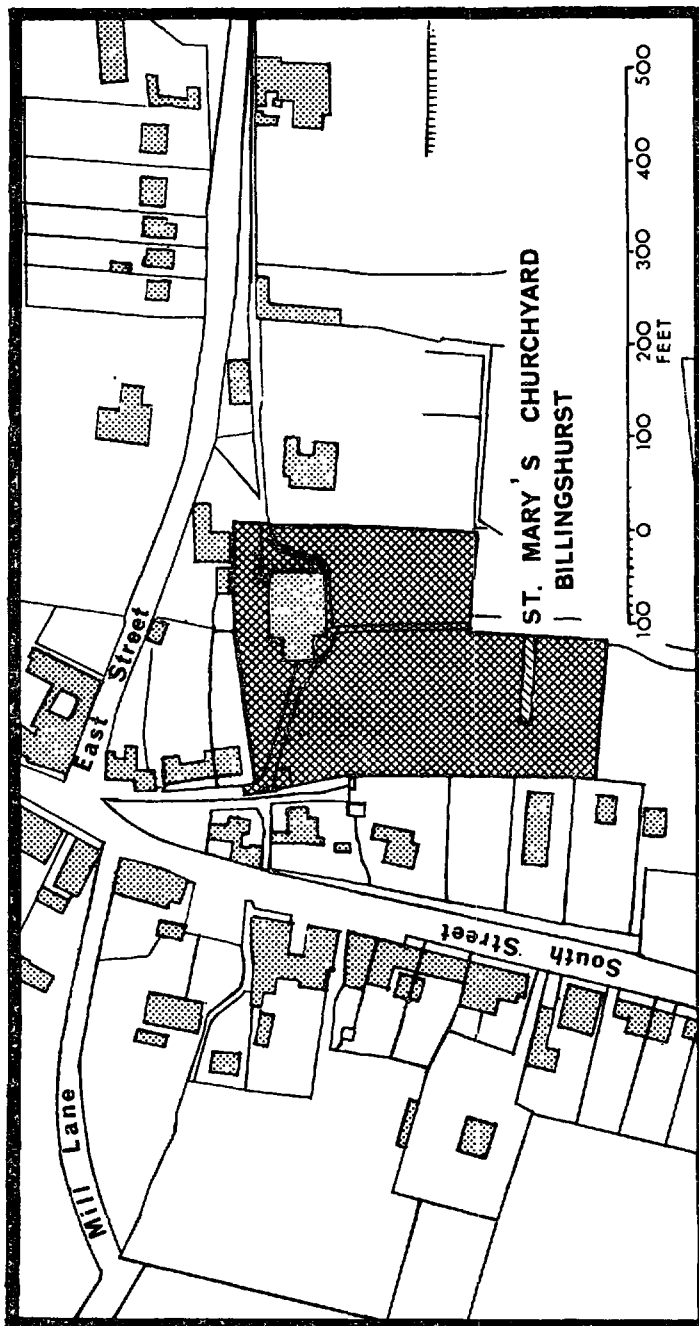 East Street
Mill Lane
South Street
ST. MARY'S CHURCHYARD
BILLINGSHURST
100 0 100 200 300 400 500
FEET